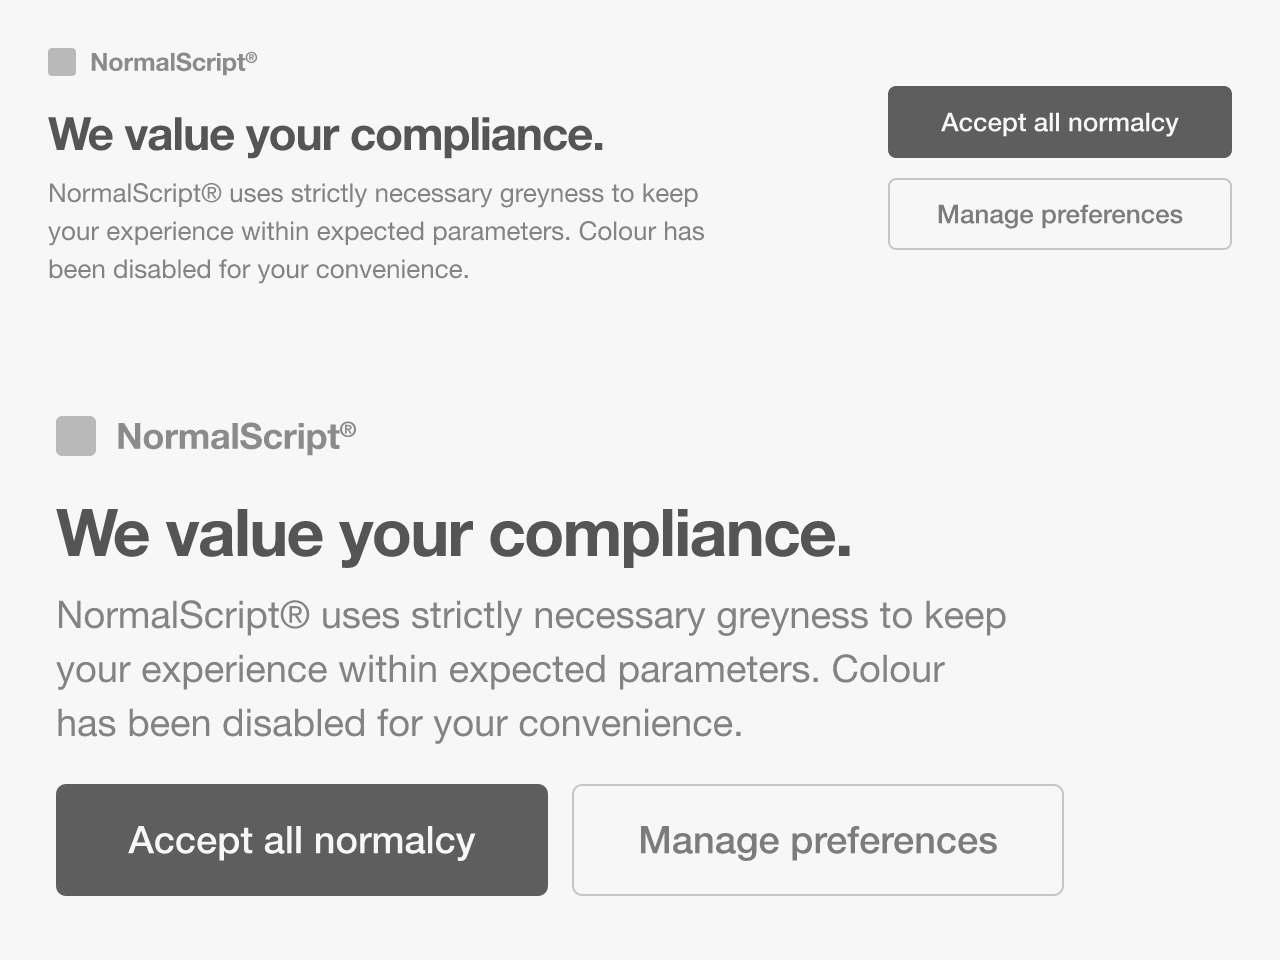 NormalScript®
We value your compliance.
NormalScript® uses strictly necessary greyness to keep
your experience within expected parameters. Colour has
been disabled for your convenience.
Accept all normalcy
Manage preferences
NormalScript®
We value your compliance.
NormalScript® uses strictly necessary greyness to keep
your experience within expected parameters. Colour
has been disabled for your convenience.
Accept all normalcy
Manage preferences